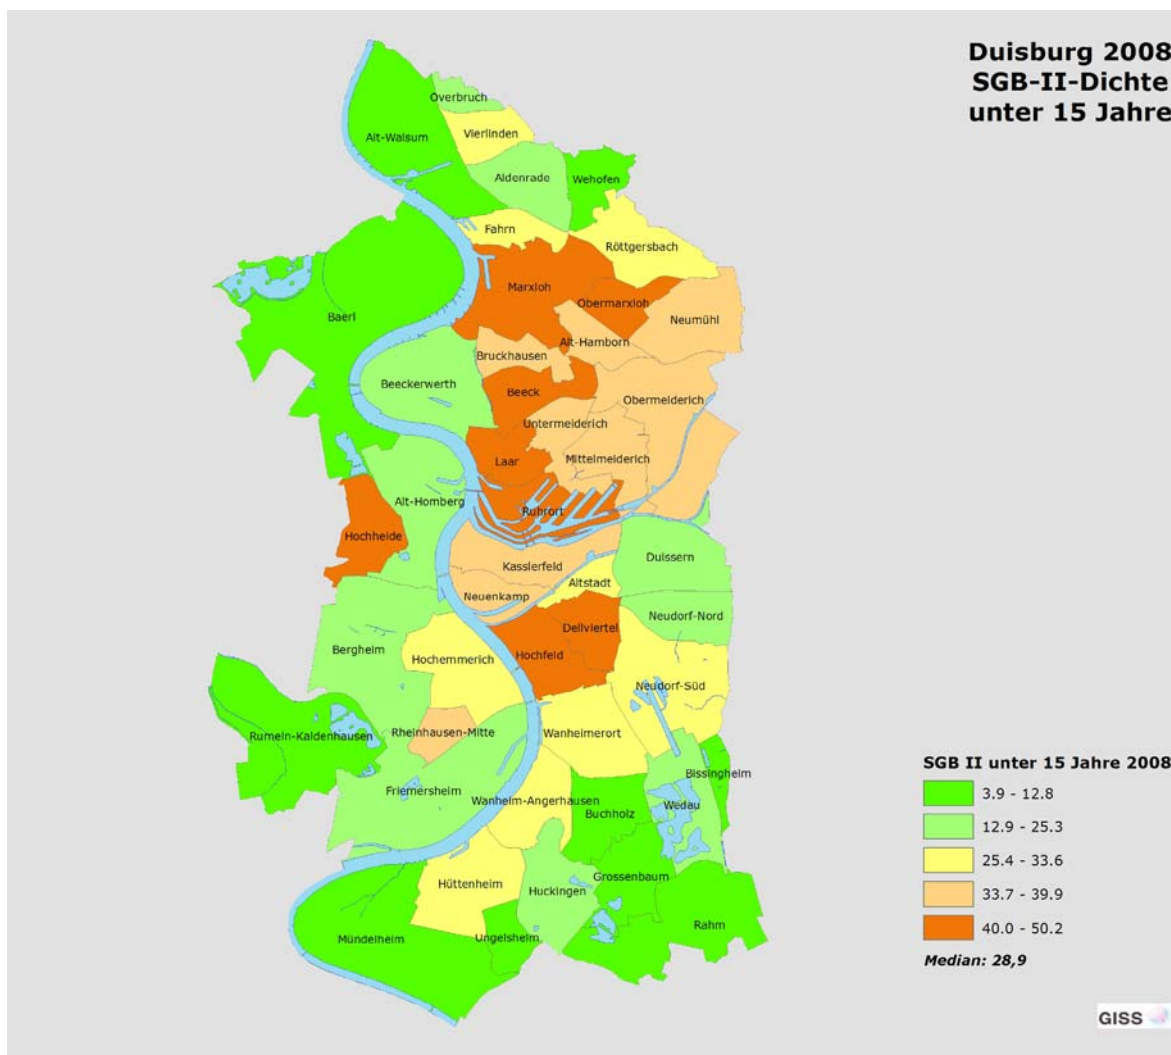 Duisburg 2008
SGB-II-Dichte
unter 15 Jahre
Overbruch
Alt-Walsum
Vierlinden
Aldenrade
Wehofen
Fahrn
Röttgersbach
Marxloh
Obermarxloh
Neumühl
Baerl
Alt-Hamborn
Bruckhausen
Beeckerwerth
Beeck
Obermeiderich
Untermeiderich
Laar
Mittelmeiderich
Alt-Homberg
Ruhrort
Hochheide
Duissern
Kasslerfeld
Altstadt
Neuenkamp
Neudorf-Nord
Dellviertel
Bergheim
Hochemmerich
Hochfeld
Neudorf-Süd
Rheinhausen-Mitte
Wanheimerort
Rumeln-Kaldenhausen
Bissingheim
Friemersheim
Wanheim-Angerhausen
Wedau
Buchholz
Grossenbaum
Hüttenheim
Huckingen
Rahm
Mündelheim
Ungelsheim
SGB II unter 15 Jahre 2008
3.9 - 12.8
12.9 - 25.3
25.4 - 33.6
33.7 - 39.9
40.0 - 50.2
Median: 28,9
GISS